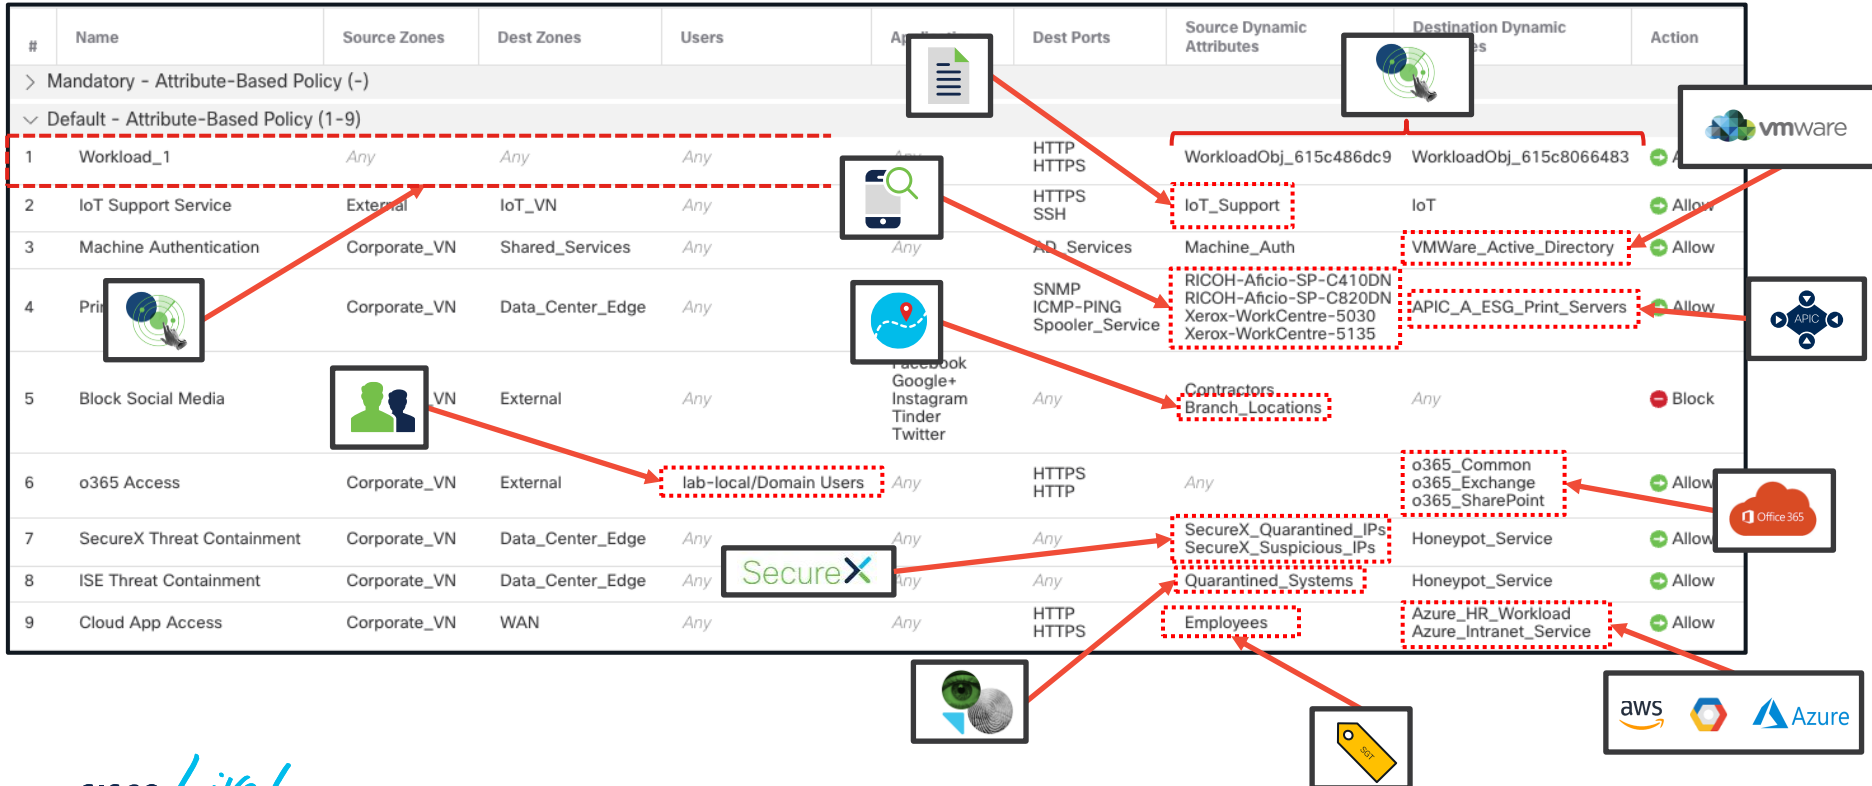 # Name Source Zones Dest Zones Users Dest Ports Source Dynamic Attributes Destination Dynamic Action
Mandatory - Attribute-Based Policy (-)
Default - Attribute-Based Policy (1-9)
vmware
1 Workload_1 Any Any Any Any HTTP HTTPS WorkloadObj_615c486dc9 WorkloadObj_615c8066483
2 IoT Support Service External IoT_VN Any HTTPS SSH IoT_Support IoT Allow
3 Machine Authentication Corporate_VN Shared_Services Any Any AD_Services Machine_Auth VMWare_Active_Directory Allow
4 Corporate_VN Data_Center_Edge Any SNMP ICMP-PING Spooler_Service RICOH-Aficio-SP-C410DN RICOH-Aficio-SP-C820DN Xerox-WorkCentre-5030 Xerox-WorkCentre-5135 APIC_A_ESG_Print_Servers Allow
APIC
5 Block Social Media VN External Any Facebook Google+ Instagram Tinder Twitter Any Contractors Branch_Locations Any Block
6 o365 Access Corporate_VN External lab-local/Domain Users Any HTTPS HTTP Any o365_Common o365_Exchange o365_SharePoint Allow
Office 365
7 SecureX Threat Containment Corporate_VN Data_Center_Edge Any Any Any SecureX_Quarantined_IPs SecureX_Suspicious_IPs Honeypot_Service Allow
SecureX
8 ISE Threat Containment Corporate_VN Data_Center_Edge Any Any Any Quarantined_Systems Honeypot_Service Allow
9 Cloud App Access Corporate_VN WAN Any Any HTTP HTTPS Employees Azure_HR_Workload Azure_Intranet_Service Allow
aws Azure
SGT